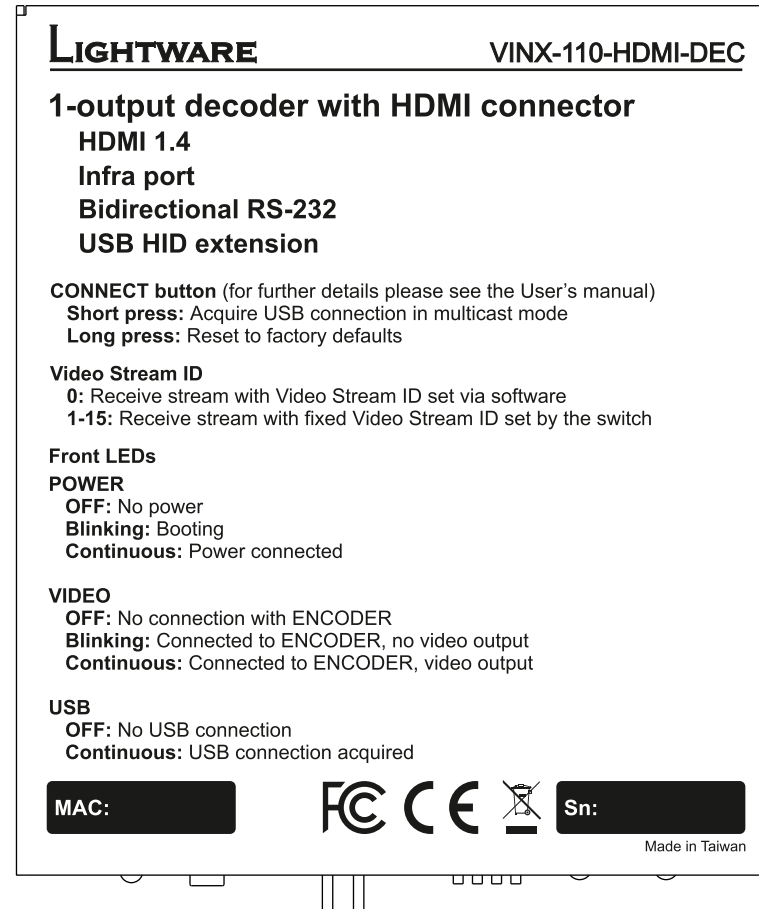 LIGHTWARE VINX-110-HDMI-DEC
1-output decoder with HDMI connector
HDMI 1.4
Infra port
Bidirectional RS-232
USB HID extension
CONNECT button (for further details please see the User's manual)
Short press: Acquire USB connection in multicast mode
Long press: Reset to factory defaults
Video Stream ID
0: Receive stream with Video Stream ID set via software
1-15: Receive stream with fixed Video Stream ID set by the switch
Front LEDs
POWER
OFF: No power
Blinking: Booting
Continuous: Power connected
VIDEO
OFF: No connection with ENCODER
Blinking: Connected to ENCODER, no video output
Continuous: Connected to ENCODER, video output
USB
OFF: No USB connection
Continuous: USB connection acquired
MAC: FC CE Sn:
Made in Taiwan